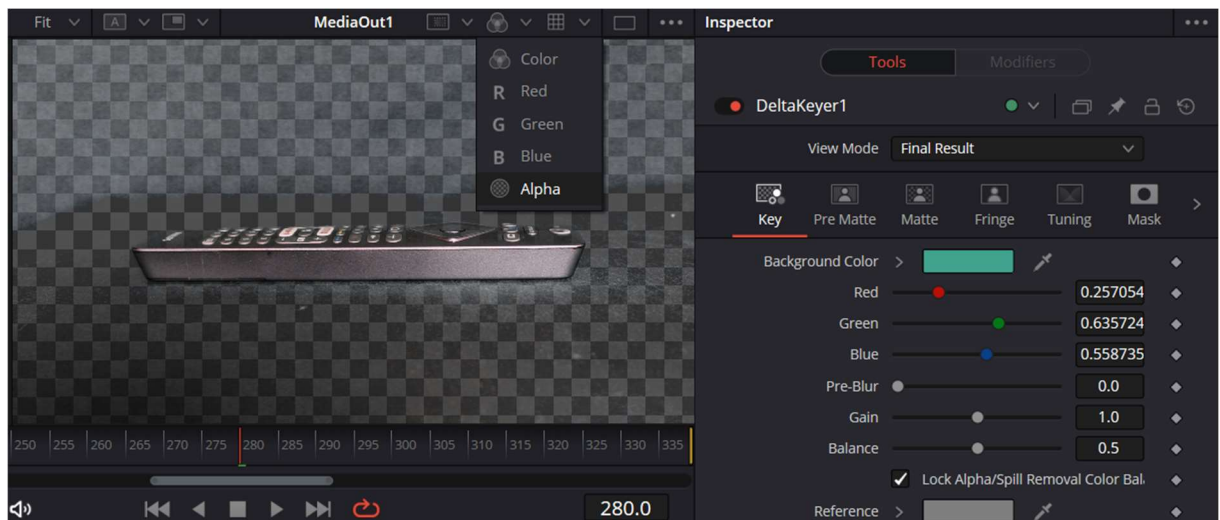 Fit A MediaOut1
Color
R Red
G Green
B Blue
Alpha
250 255 260 265 270 275 280 285 290 295 300 305 310 315 320 325 330 335
280.0
Inspector
Tools Modifiers
DeltaKeyer1
View Mode Final Result
Key Pre Matte Matte Fringe Tuning Mask
Background Color
Red 0.257054
Green 0.635724
Blue 0.558735
Pre-Blur 0.0
Gain 1.0
Balance 0.5
Lock Alpha/Spill Removal Color Bal
Reference